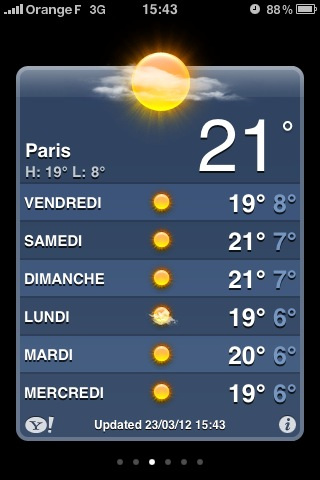 Orange F 3G 15:43 88%
21°
Paris
H: 19° L: 8°
VENDREDI 19° 8°
SAMEDI 21° 7°
DIMANCHE 21° 7°
LUNDI 19° 6°
MARDI 20° 6°
MERCREDI 19° 6°
Y! Updated 23/03/12 15:43 i